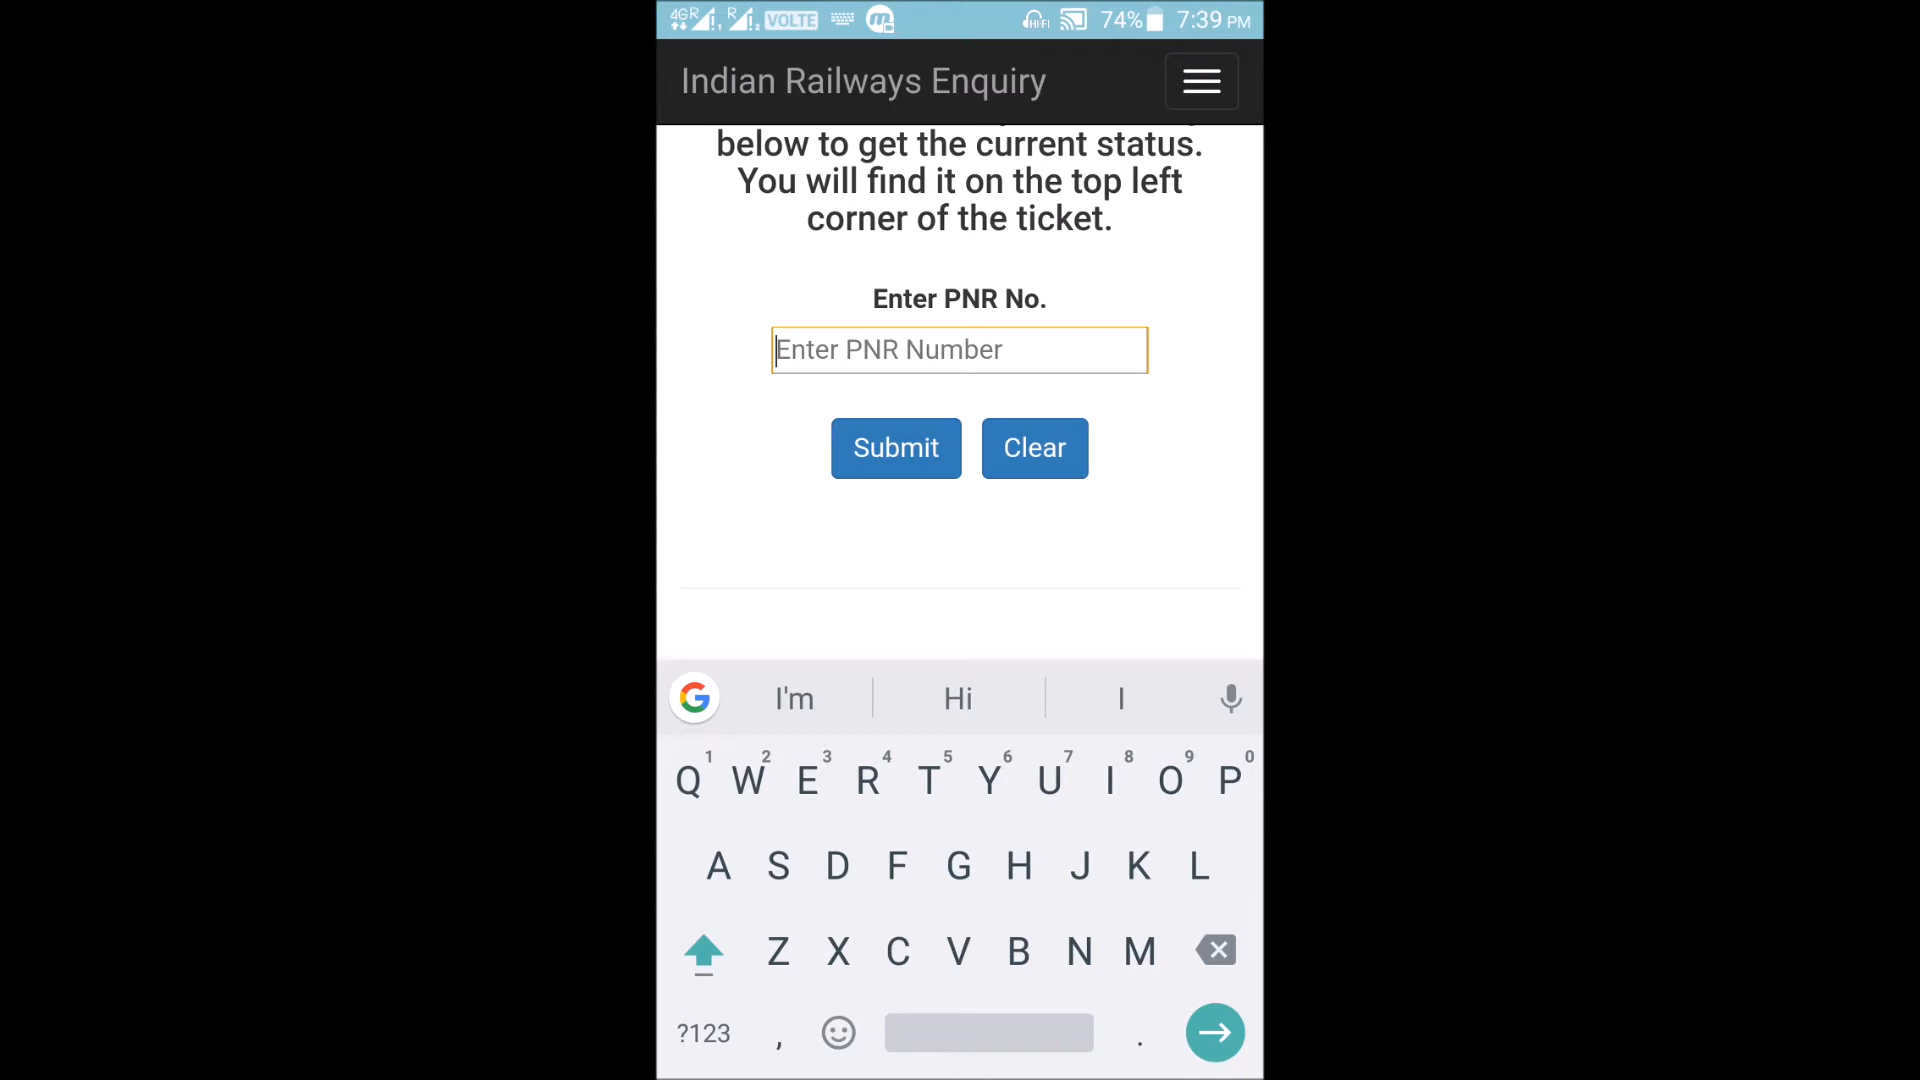 4G R R VOLTE HI-FI 74% 7:39 PM
Indian Railways Enquiry
below to get the current status.
You will find it on the top left
corner of the ticket.
Enter PNR No.
Enter PNR Number
Submit Clear
G I'm Hi I
1 2 3 4 5 6 7 8 9 0
Q W E R T Y U I O P
A S D F G H J K L
Z X C V B N M
?123 , .